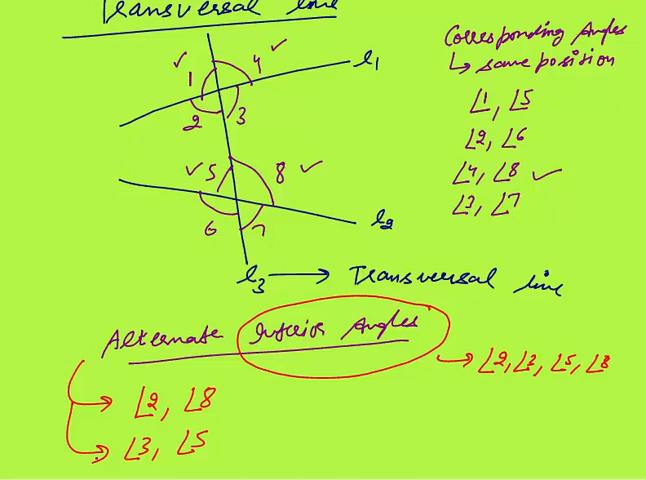 Transversal line
1 4 l1
2 3
5 8
6 7 l2
l3 → Transversal line
Corresponding Angles
↳ same position
∠1, ∠5
∠2, ∠6
∠4, ∠8 ✓
∠3, ∠7
Alternate Interior Angles
→ ∠2, ∠3, ∠5, ∠8
→ ∠2, ∠8
→ ∠3, ∠5